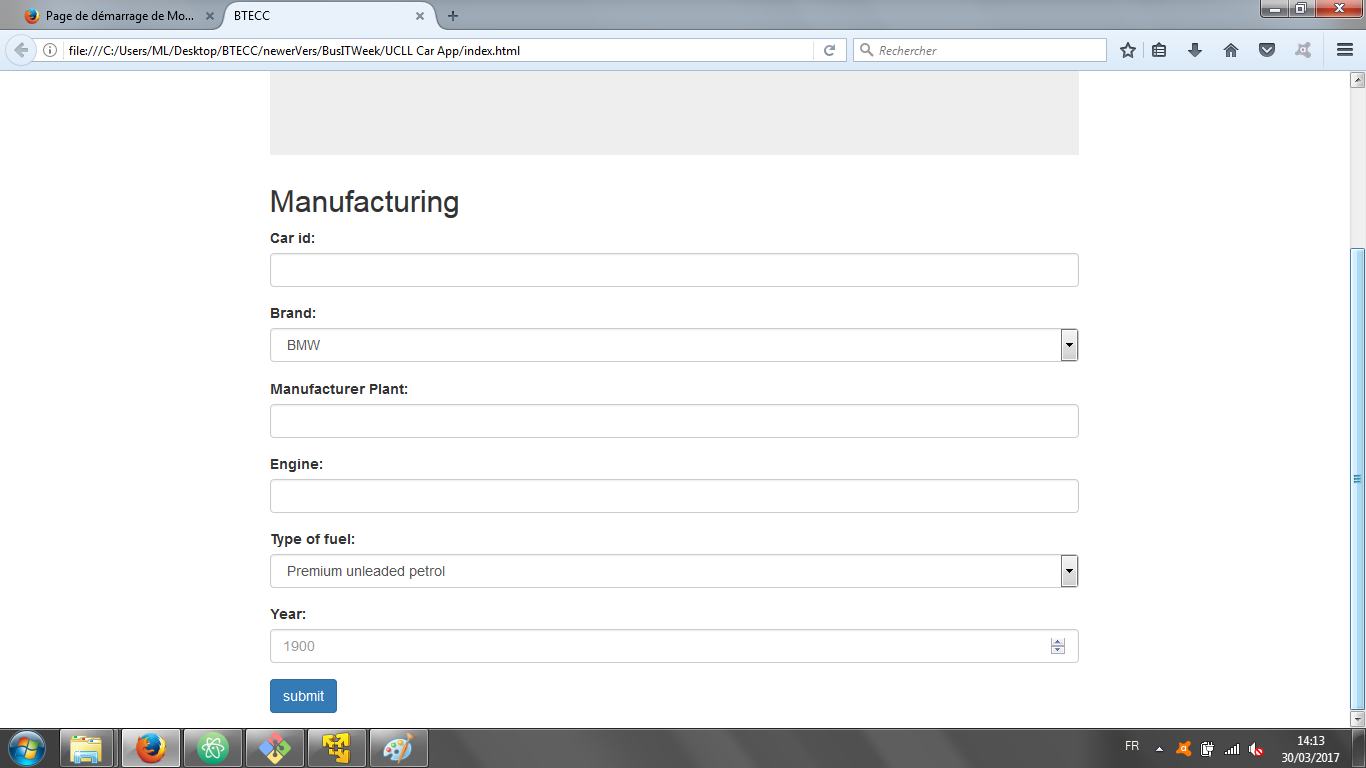 Page de démarrage de Mo...
BTECC
file:///C:/Users/ML/Desktop/BTECC/newerVers/BusITWeek/UCLL Car App/index.html
Rechercher
Manufacturing
Car id:
Brand:
BMW
Manufacturer Plant:
Engine:
Type of fuel:
Premium unleaded petrol
Year:
1900
submit
FR
14:13
30/03/2017